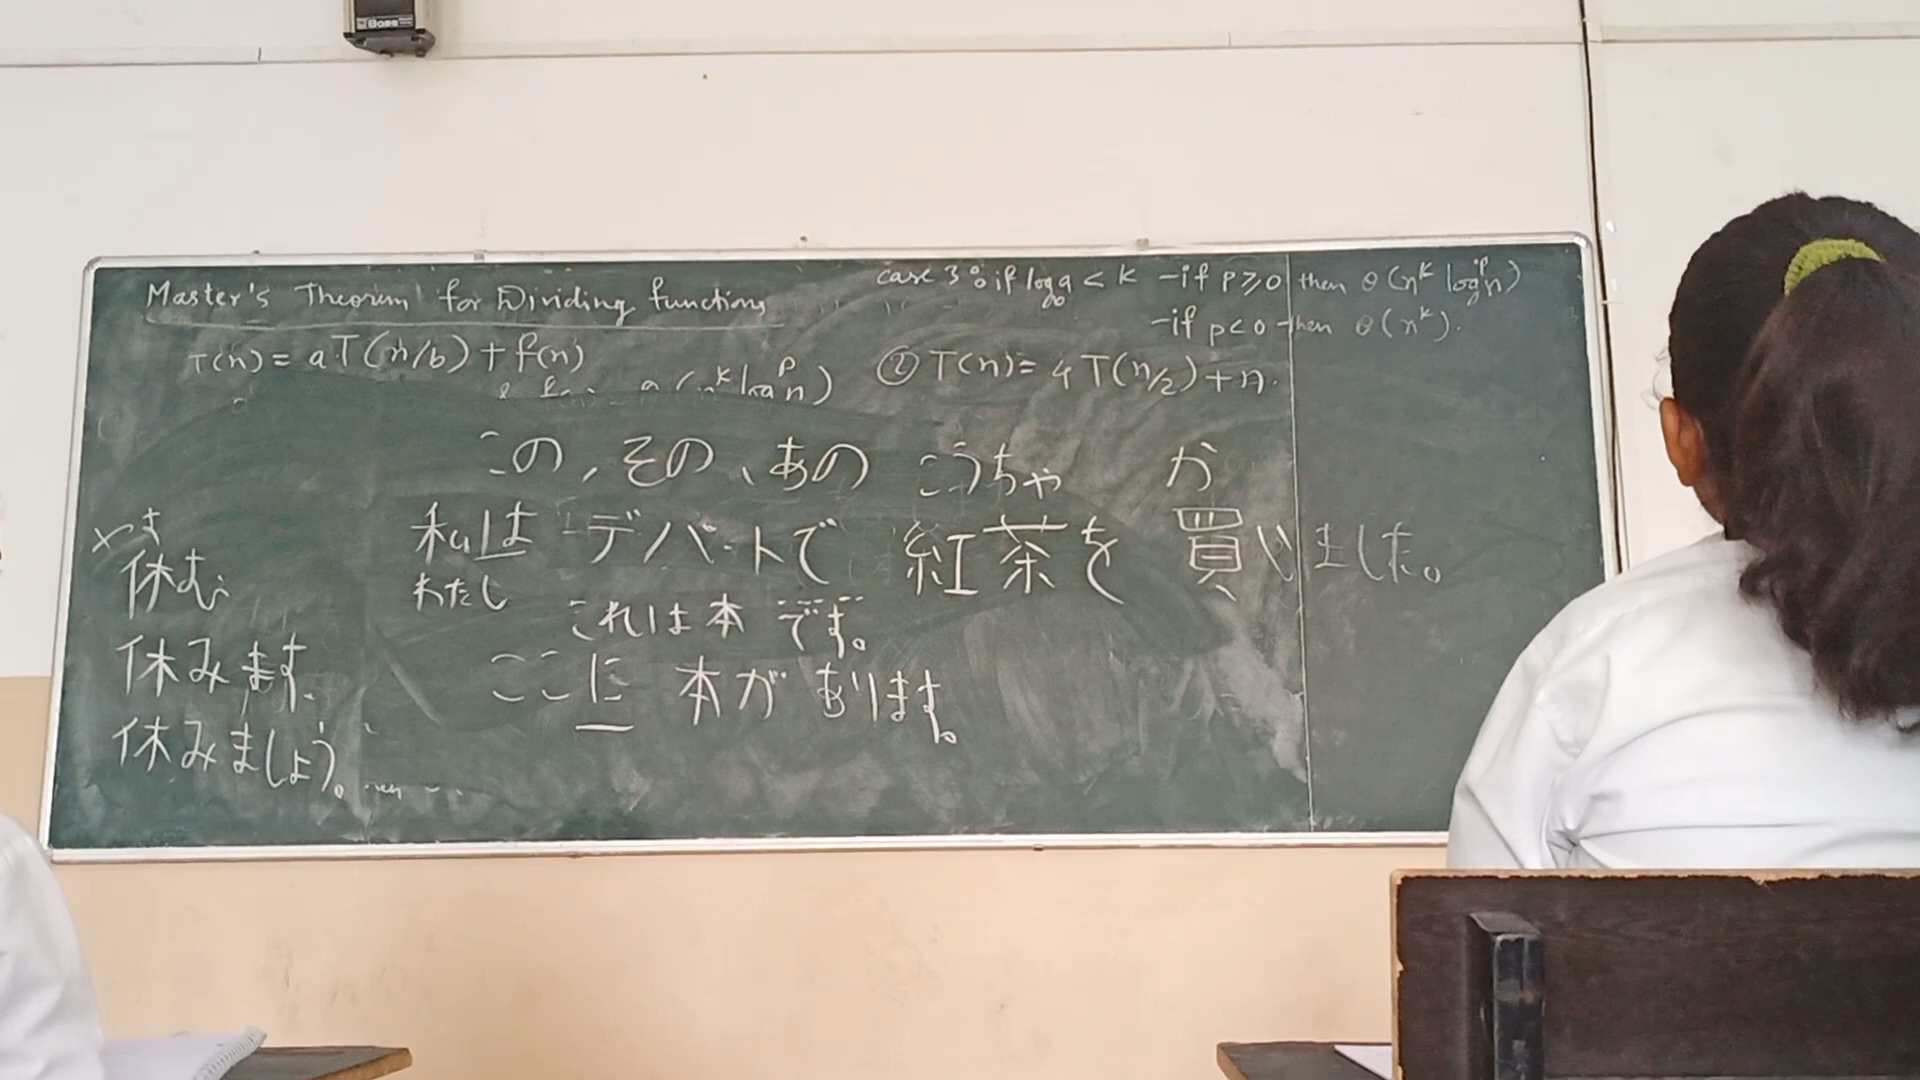 Boss
Master's Theorem for Dividing functions
T(n) = aT(n/b) + f(n)
(n^k log^p n)
case 3: if log_b a < k - if p ≥ 0 then θ(n^k log^p n)
- if p < 0 then θ(n^k).
② T(n) = 4T(n/2) + n.
この, その、あの こうちゃ か
私は デパートで 紅茶を 買いました。
わたし
これは本 です。
ここに 本が あります。
やす
休む
休みます。
休みましょう。